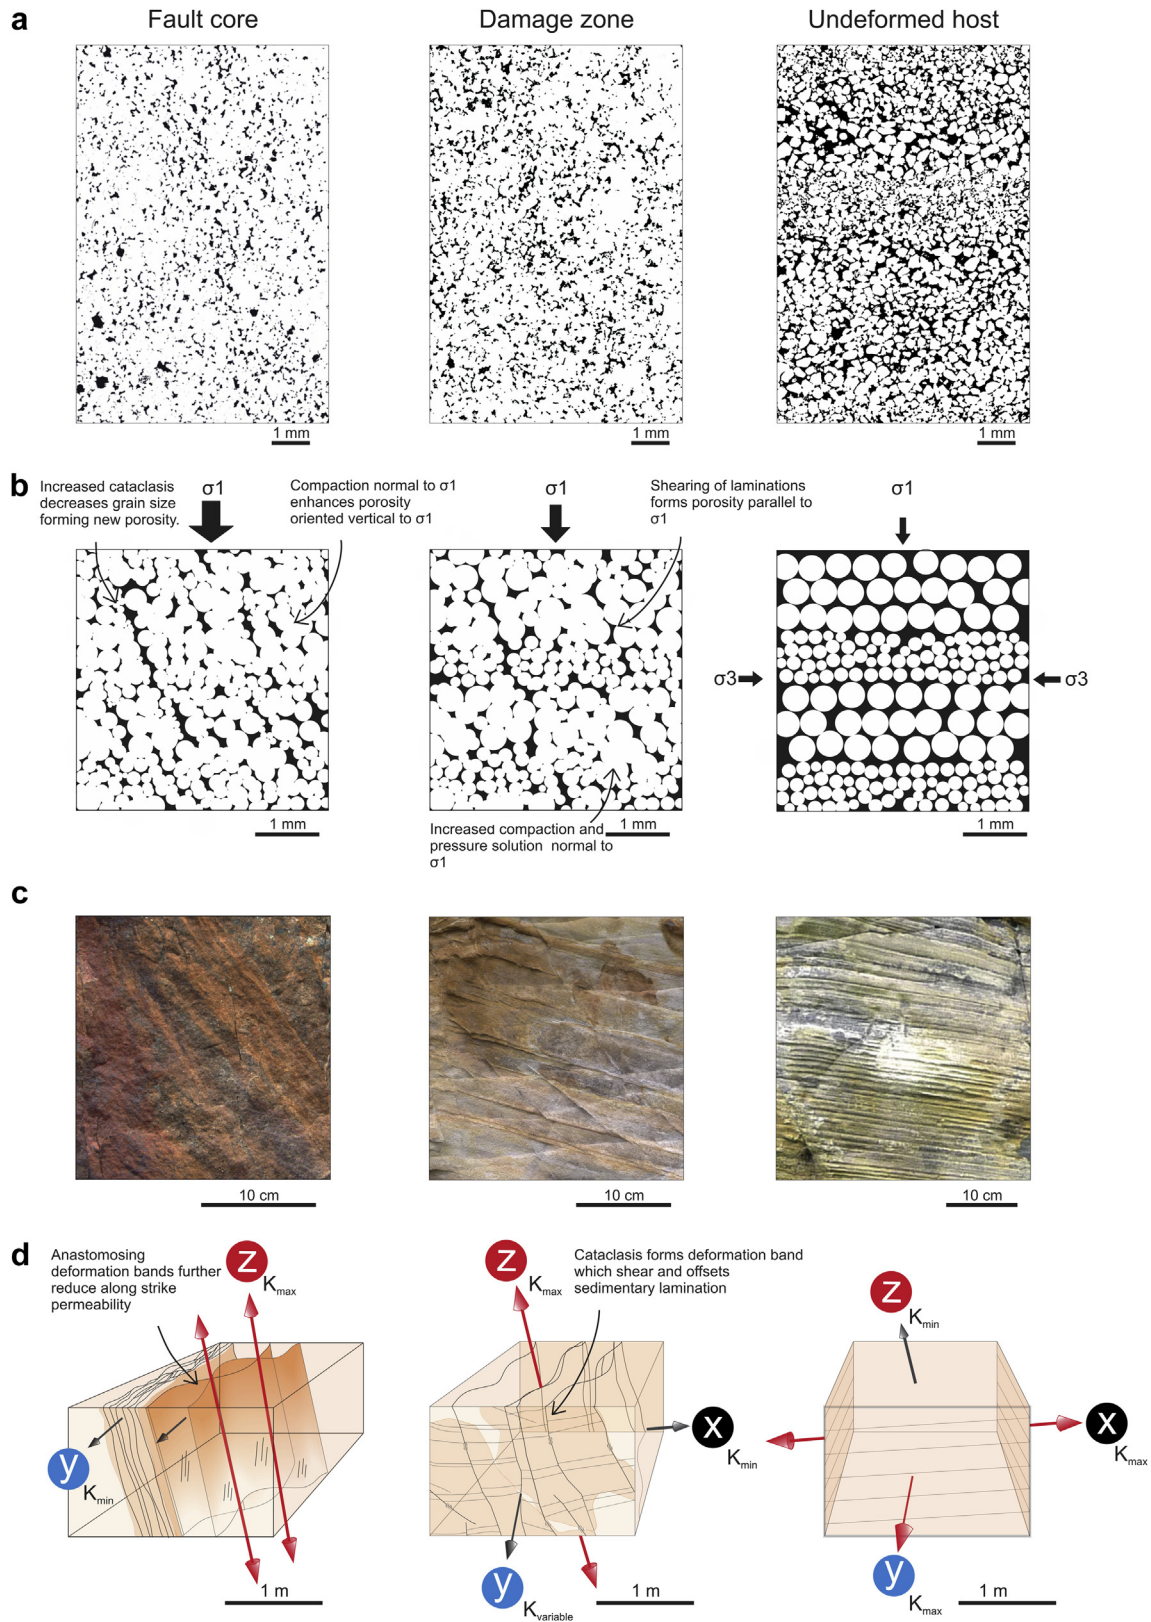 a
Fault core
Damage zone
Undeformed host
1 mm
1 mm
1 mm
b
Increased cataclasis
decreases grain size
forming new porosity.
σ1
Compaction normal to σ1
enhances porosity
oriented vertical to σ1
σ1
Shearing of laminations
forms porosity parallel to
σ1
σ1
σ3
σ3
1 mm
Increased compaction and
pressure solution normal to
σ1
1 mm
1 mm
c
10 cm
10 cm
10 cm
d
Anastomosing
deformation bands further
reduce along strike
permeability
z
Kmax
y
Kmin
1 m
z
Kmax
Cataclasis forms deformation band
which shear and offsets
sedimentary lamination
x
Kmin
y
Kvariable
1 m
z
Kmin
x
Kmax
y
Kmax
1 m